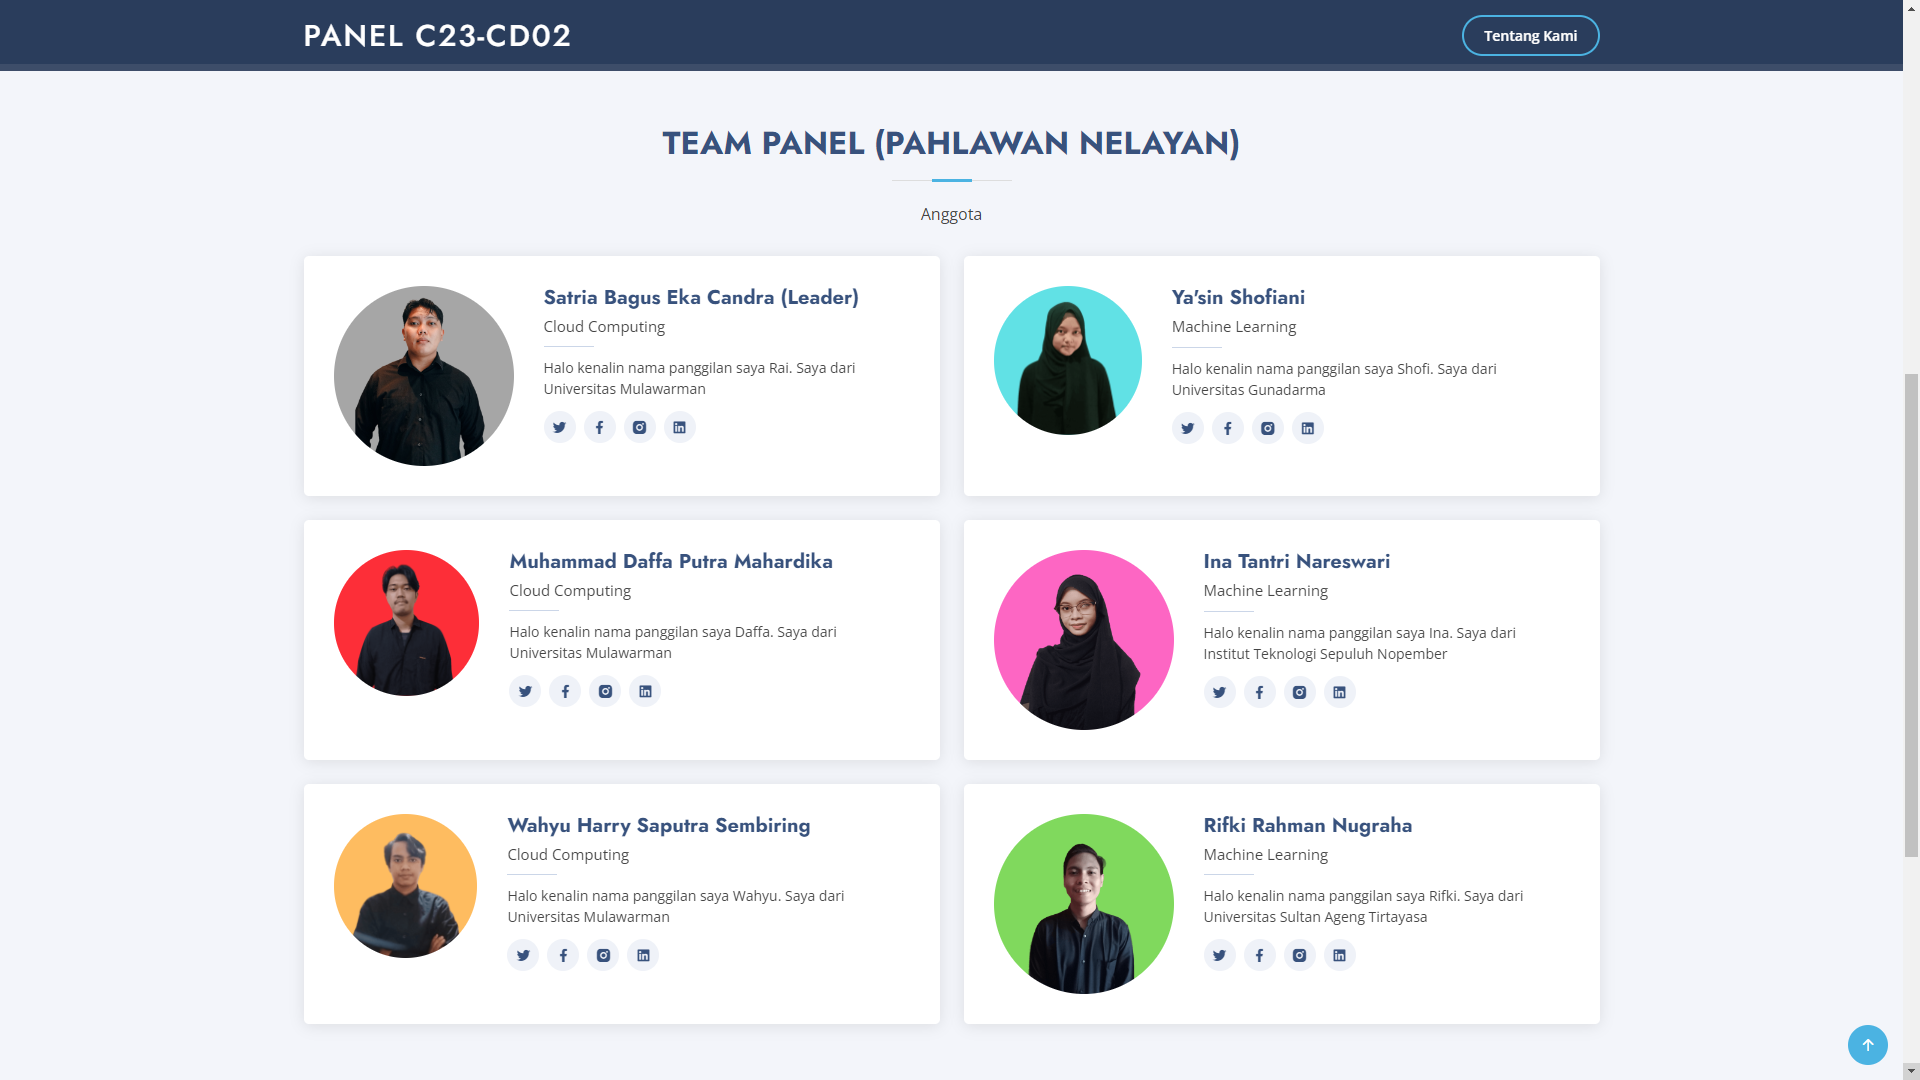 PANEL C23-CD02
Tentang Kami
TEAM PANEL (PAHLAWAN NELAYAN)
Anggota
Satria Bagus Eka Candra (Leader)
Cloud Computing
Halo kenalin nama panggilan saya Rai. Saya dari
Universitas Mulawarman
Ya'sin Shofiani
Machine Learning
Halo kenalin nama panggilan saya Shofi. Saya dari
Universitas Gunadarma
Muhammad Daffa Putra Mahardika
Cloud Computing
Halo kenalin nama panggilan saya Daffa. Saya dari
Universitas Mulawarman
Ina Tantri Nareswari
Machine Learning
Halo kenalin nama panggilan saya Ina. Saya dari
Institut Teknologi Sepuluh Nopember
Wahyu Harry Saputra Sembiring
Cloud Computing
Halo kenalin nama panggilan saya Wahyu. Saya dari
Universitas Mulawarman
Rifki Rahman Nugraha
Machine Learning
Halo kenalin nama panggilan saya Rifki. Saya dari
Universitas Sultan Ageng Tirtayasa